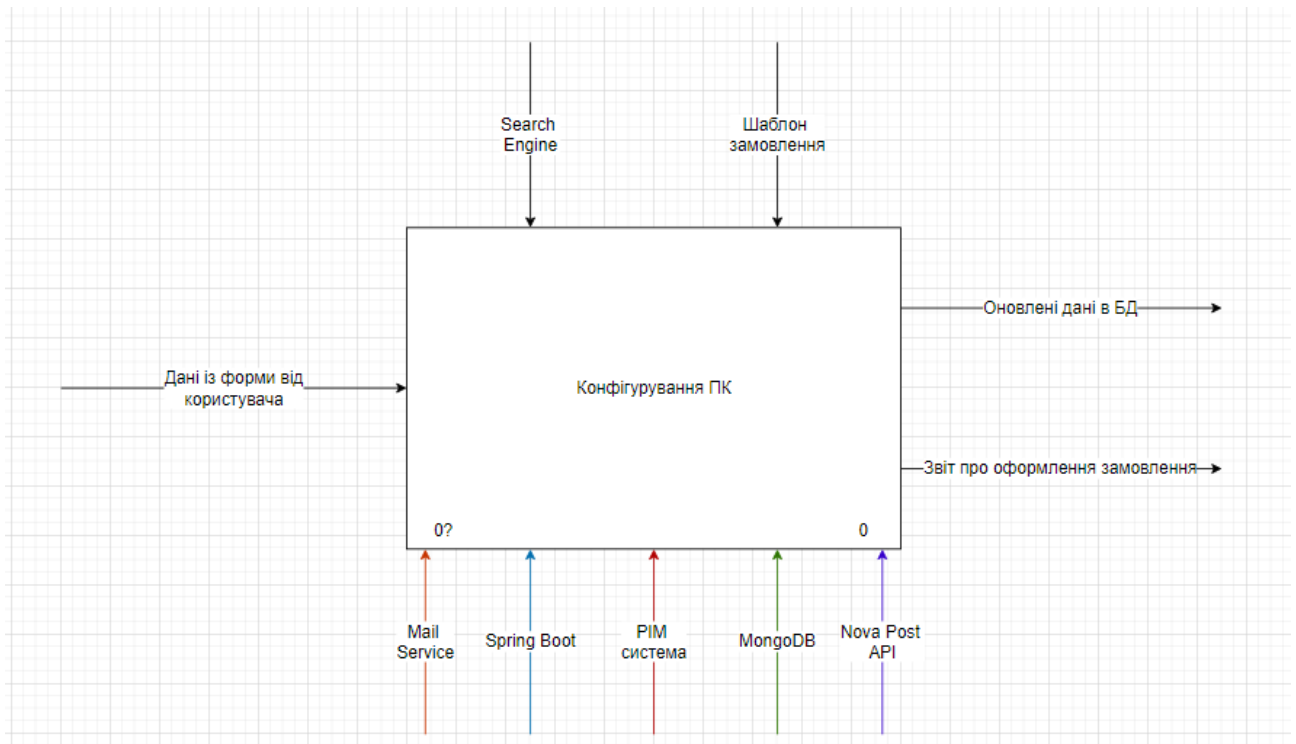 Search
Engine
Шаблон
замовлення
Оновлені дані в БД
Дані із форми від
користувача
Конфігурування ПК
Звіт про оформлення замовлення
0?
0
Mail
Service
Spring Boot
PIM
система
MongoDB
Nova Post
API